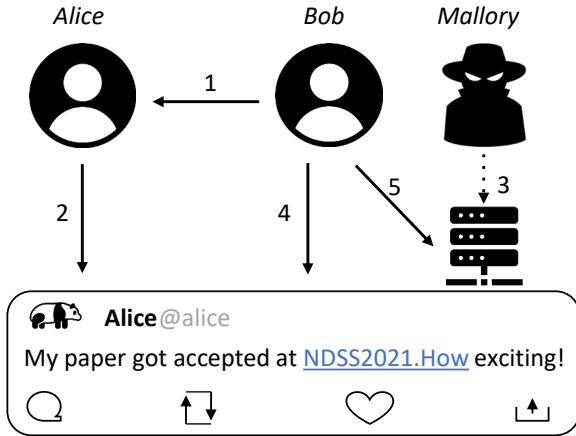 Alice Bob Mallory
1
2 4 5 3
Alice@alice
My paper got accepted at NDSS2021.How exciting!